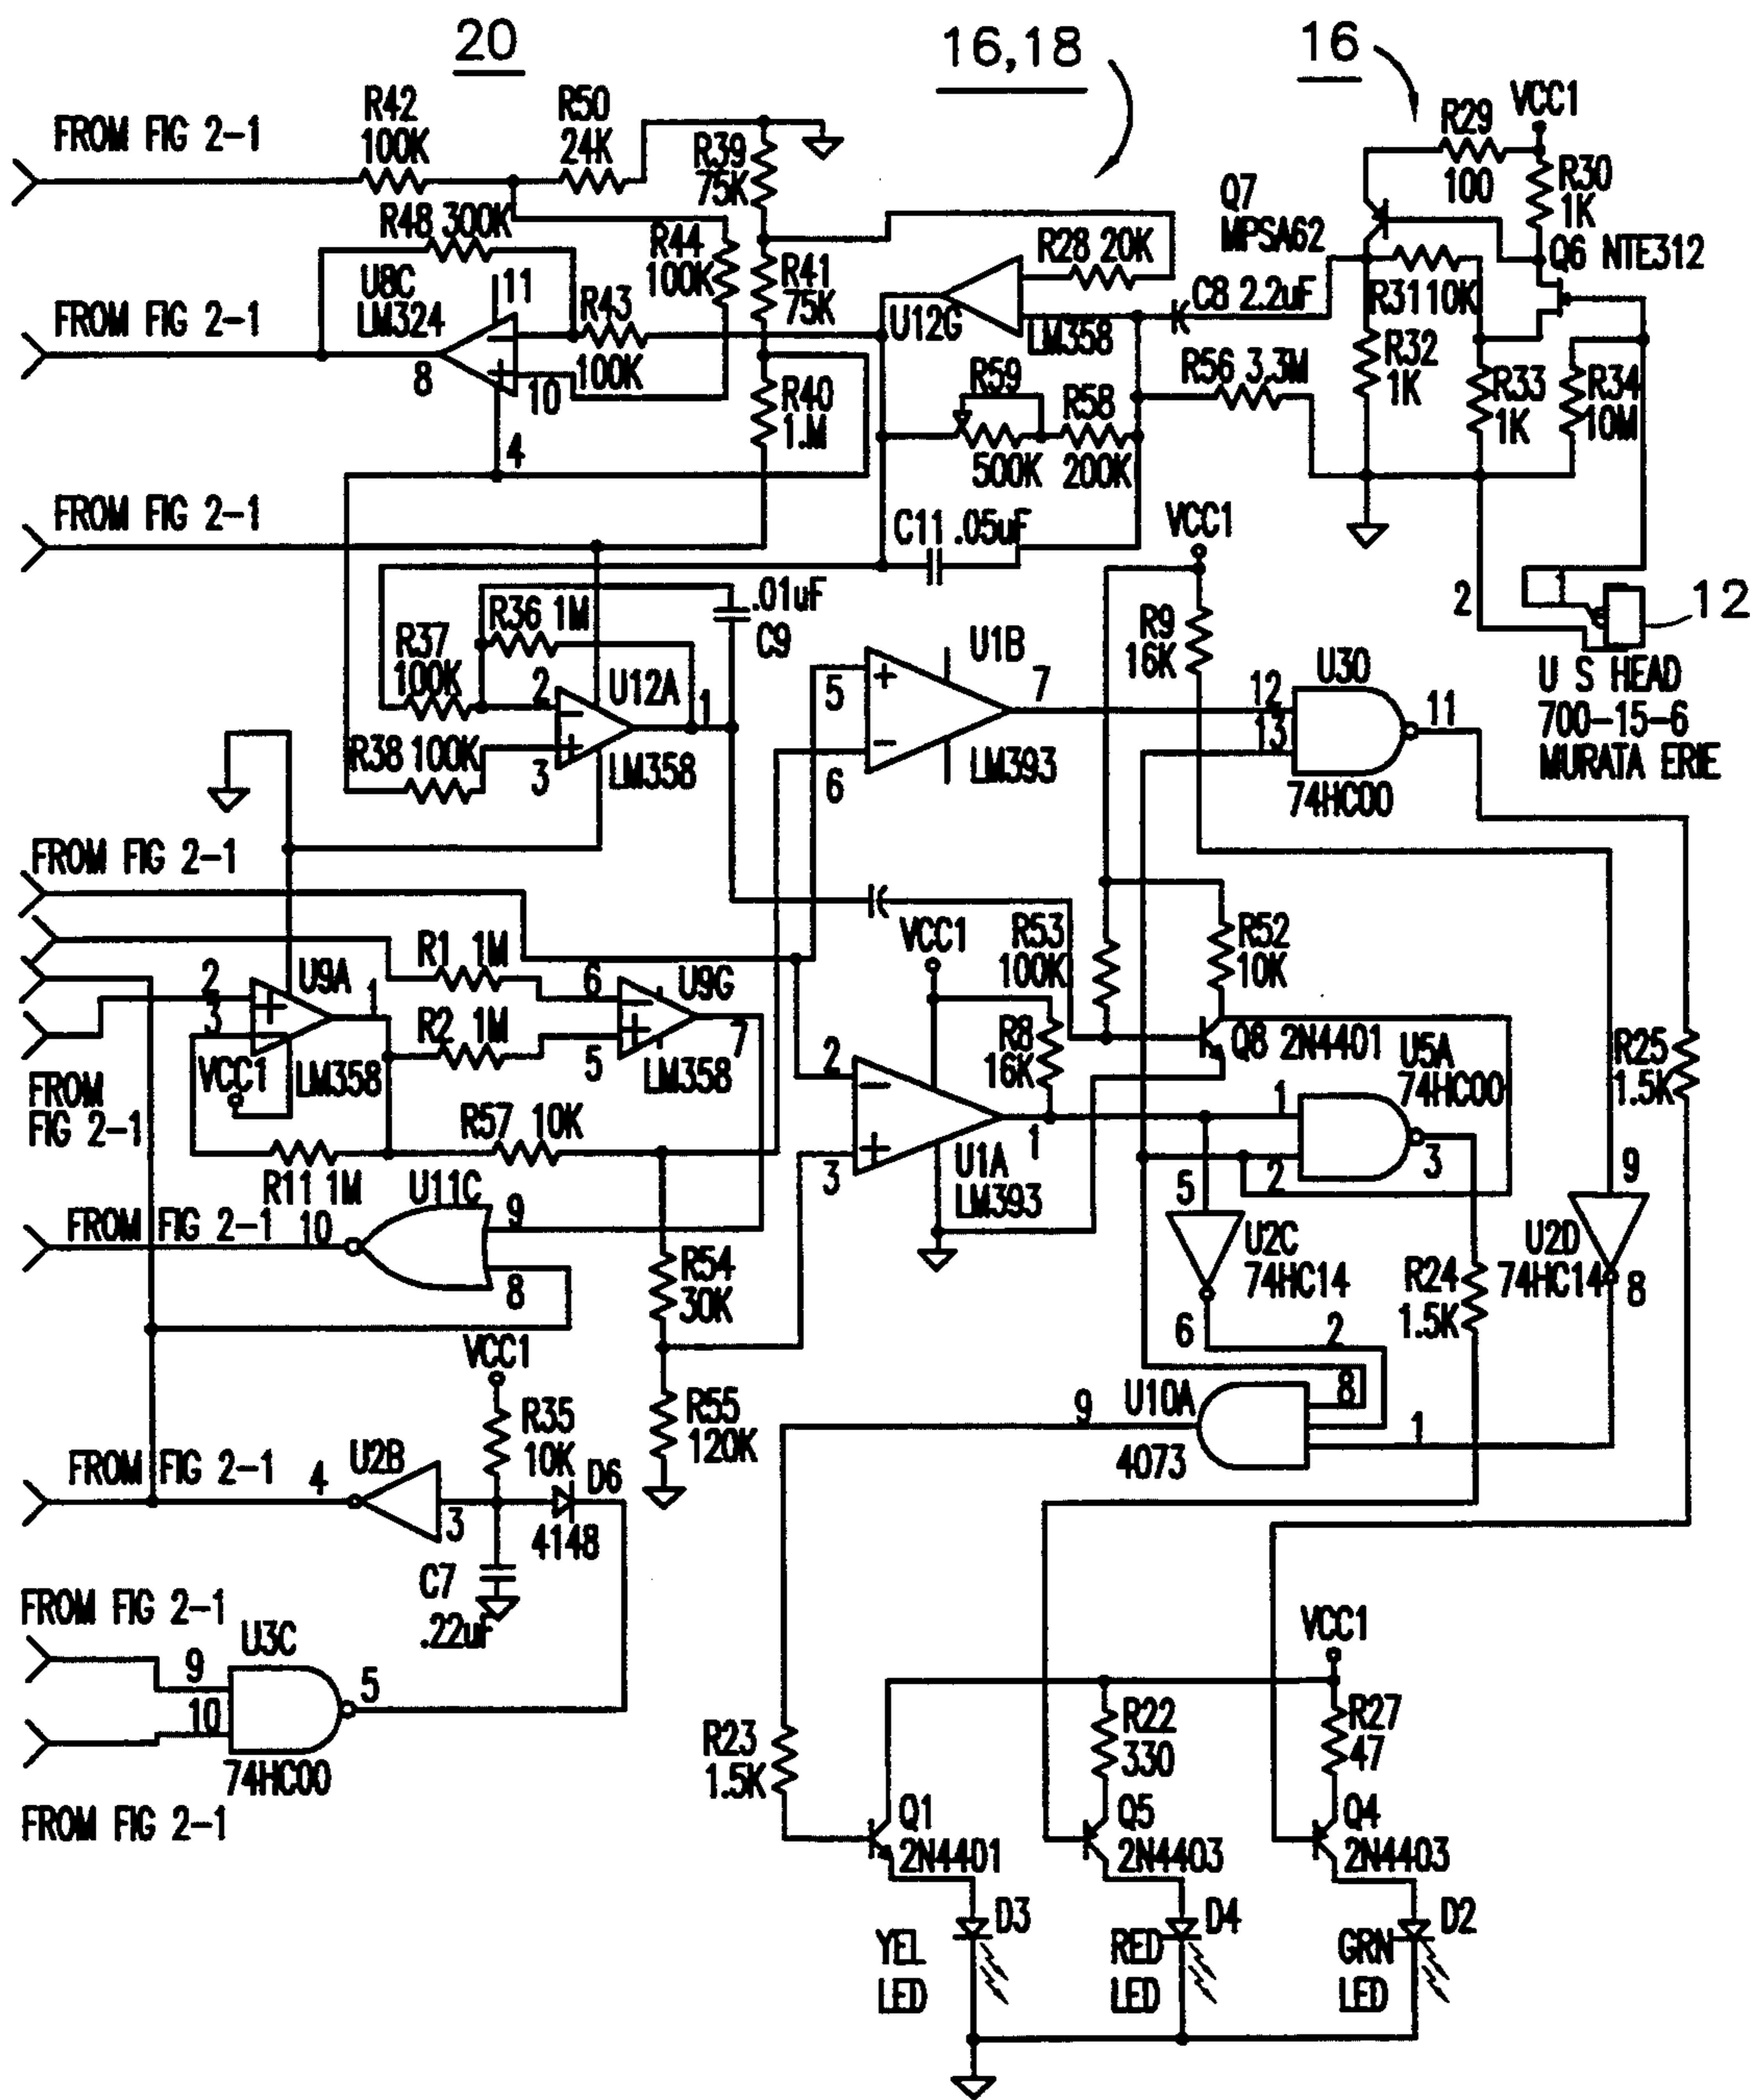 20
16,18
16
FROM FIG 2-1
R42
100K
R50
24K
R39
75K
R29
100
VCC1
R30
1K
Q7
MPSA62
Q6 NTE312
R48 300K
R44
100K
R41
75K
R28 20K
C8 2.2uF
R31 10K
U8C
LM324
11
R43
100K
U12G
LM358
FROM FIG 2-1
8
10
4
R40
1.M
R59
500K
R58
200K
R56 3.3M
R32
1K
R33
1K
R34
10M
FROM FIG 2-1
C11 .05uF
VCC1
.01uF
C9
R36 1M
R37
100K
2
U12A
1
R38 100K
3
LM358
U1B
5
+
-
6
7
LM393
R9
16K
U30
12
13
11
74HC00
2
1
12
U S HEAD
700-15-6
MURATA ERIE
FROM FIG 2-1
R1 1M
U9A
2
3
1
VCC1
LM358
R2 1M
6
U9G
5
7
LM358
VCC1
R53
100K
R52
10K
R8
16K
Q8 2N4401
U5A
74HC00
R25
1.5K
FROM
FIG 2-1
R11 1M
R57 10K
2
-
+
3
1
U1A
LM393
1
2
3
5
U2C
74HC14
6
9
U2D
74HC14
8
R24
1.5K
FROM FIG 2-1
10
U11C
9
8
R54
30K
VCC1
R35
10K
R55
120K
2
8
1
U10A
9
4073
FROM FIG 2-1
4
U2B
3
D6
4148
C7
.22uF
FROM FIG 2-1
U3C
9
10
5
74HC00
FROM FIG 2-1
VCC1
R23
1.5K
R22
330
R27
47
Q1
2N4401
Q5
2N4403
Q4
2N4403
D3
YEL
LED
D4
RED
LED
D2
GRN
LED